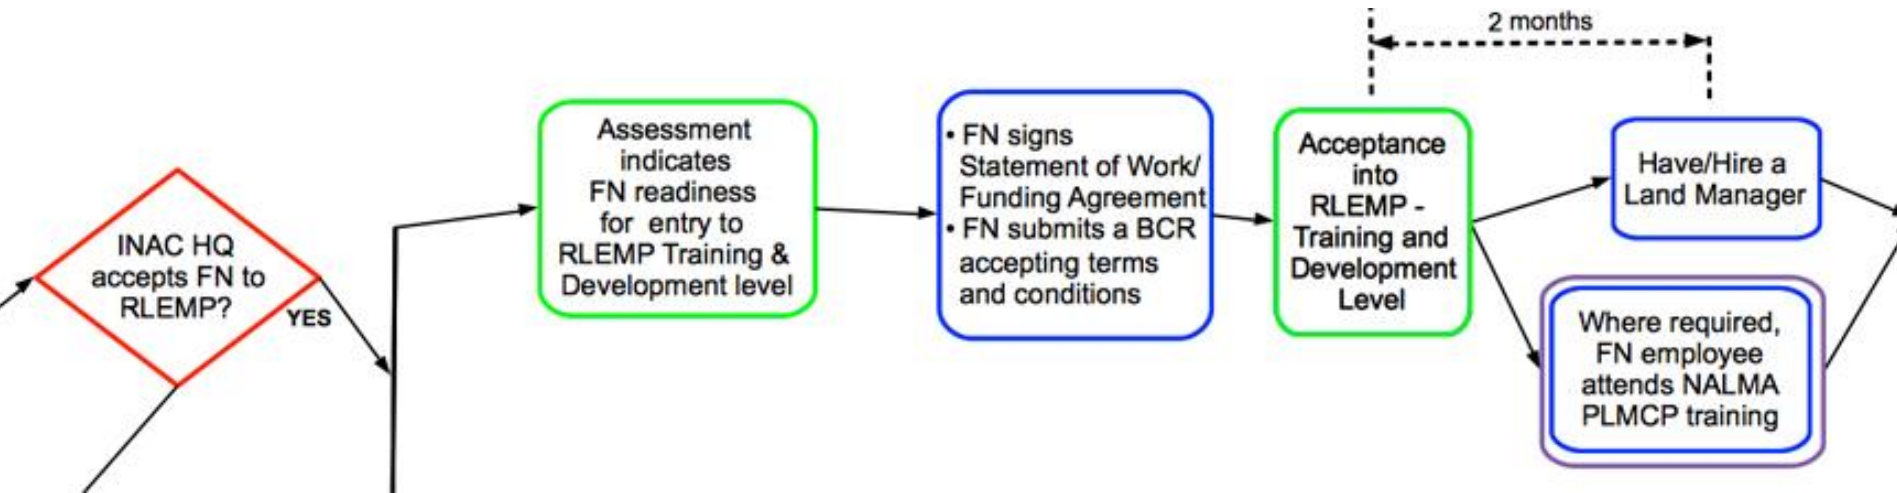 2 months
INAC HQ
accepts FN to
RLEMP?
YES
Assessment
indicates
FN readiness
for entry to
RLEMP Training &
Development level
• FN signs
Statement of Work/
Funding Agreement
• FN submits a BCR
accepting terms
and conditions
Acceptance
into
RLEMP -
Training and
Development
Level
Have/Hire a
Land Manager
Where required,
FN employee
attends NALMA
PLMCP training